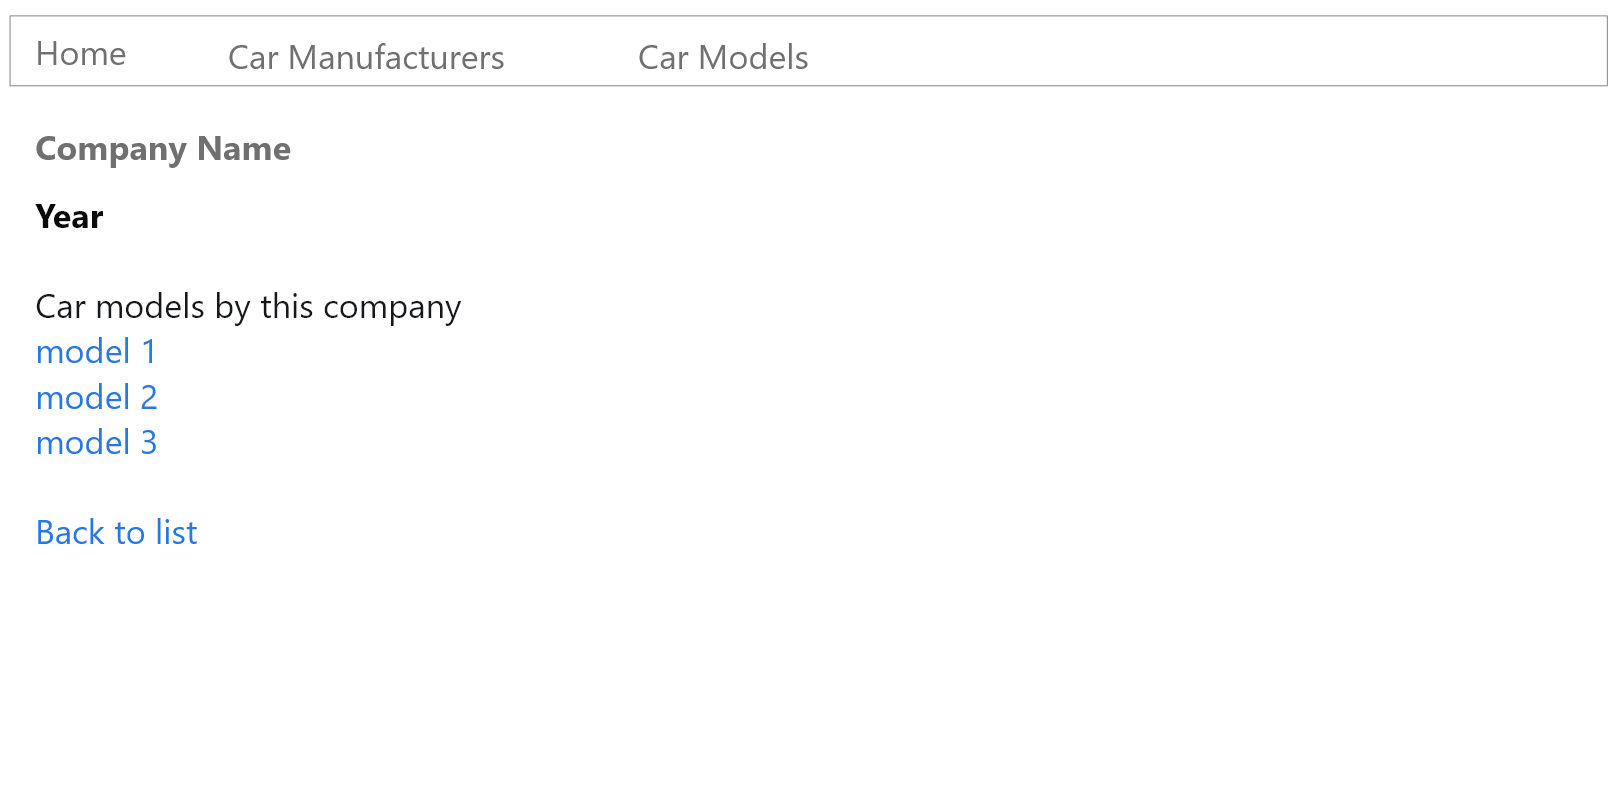 Home Car Manufacturers Car Models
Company Name
Year
Car models by this company
model 1
model 2
model 3
Back to list